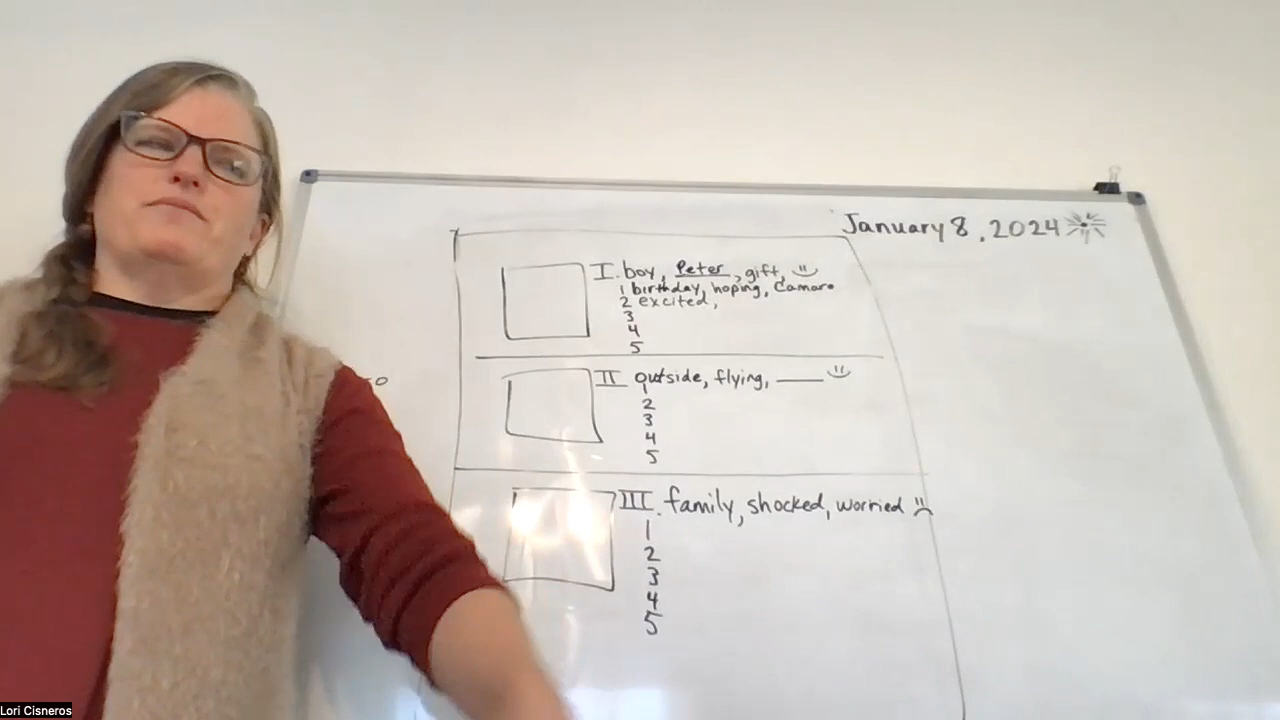 January 8, 2024
I. boy, Peter, gift,
1 birthday, hoping, Camaro
2 excited,
3
4
5
II outside, flying, ____
2
3
4
5
III. family, shocked, worried
1
2
3
4
5
Lori Cisneros